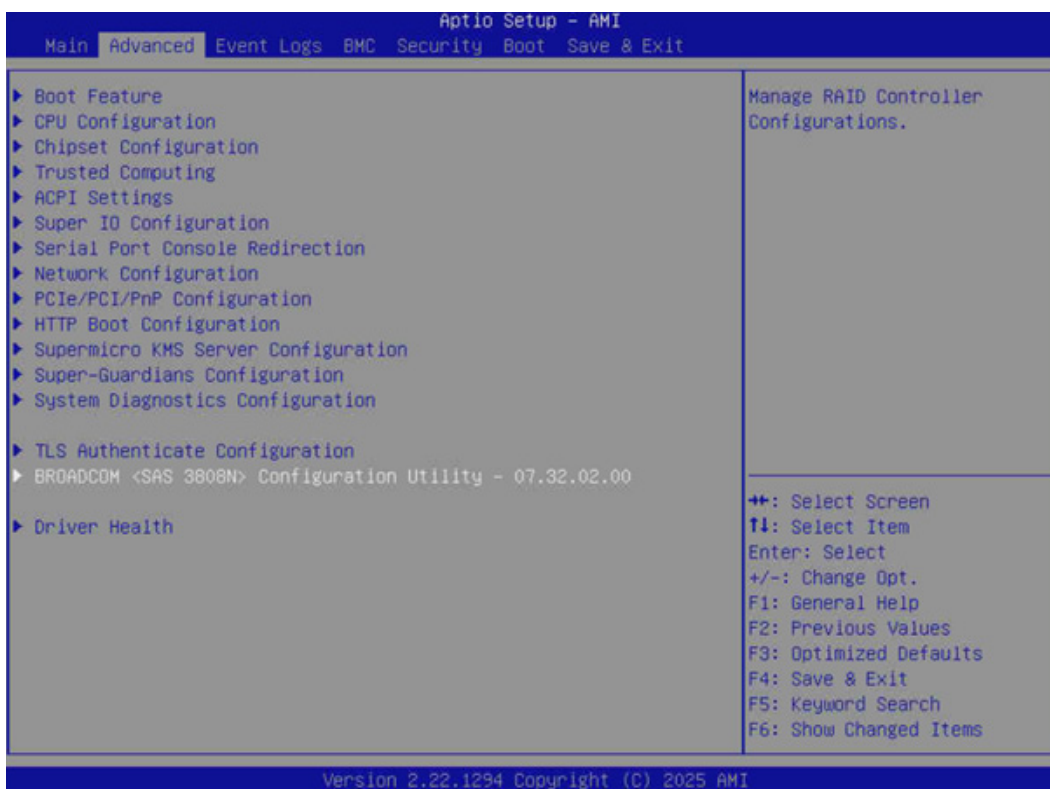 Aptio Setup – AMI
Main Advanced Event Logs BMC Security Boot Save & Exit
Boot Feature
CPU Configuration
Chipset Configuration
Trusted Computing
ACPI Settings
Super IO Configuration
Serial Port Console Redirection
Network Configuration
PCIe/PCI/PnP Configuration
HTTP Boot Configuration
Supermicro KMS Server Configuration
Super-Guardians Configuration
System Diagnostics Configuration
TLS Authenticate Configuration
BROADCOM <SAS 3808N> Configuration Utility – 07.32.02.00
Driver Health
Manage RAID Controller
Configurations.
→←: Select Screen
↑↓: Select Item
Enter: Select
+/-: Change Opt.
F1: General Help
F2: Previous Values
F3: Optimized Defaults
F4: Save & Exit
F5: Keyword Search
F6: Show Changed Items
Version 2.22.1294 Copyright (C) 2025 AMI